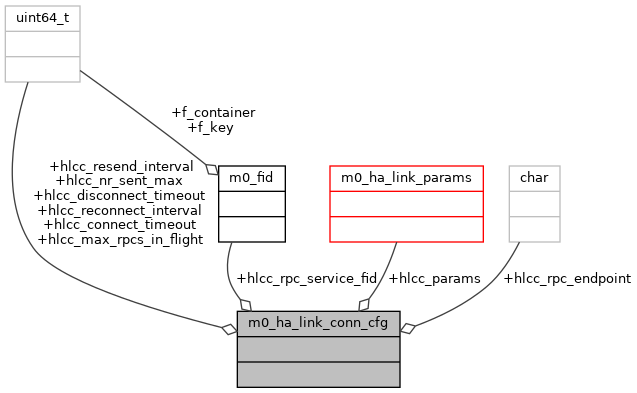 uint64_t
+f_container
+f_key
+hlcc_resend_interval
+hlcc_nr_sent_max
+hlcc_disconnect_timeout
+hlcc_reconnect_interval
+hlcc_connect_timeout
+hlcc_max_rpcs_in_flight
m0_fid
m0_ha_link_params
char
+hlcc_rpc_service_fid
+hlcc_params
+hlcc_rpc_endpoint
m0_ha_link_conn_cfg